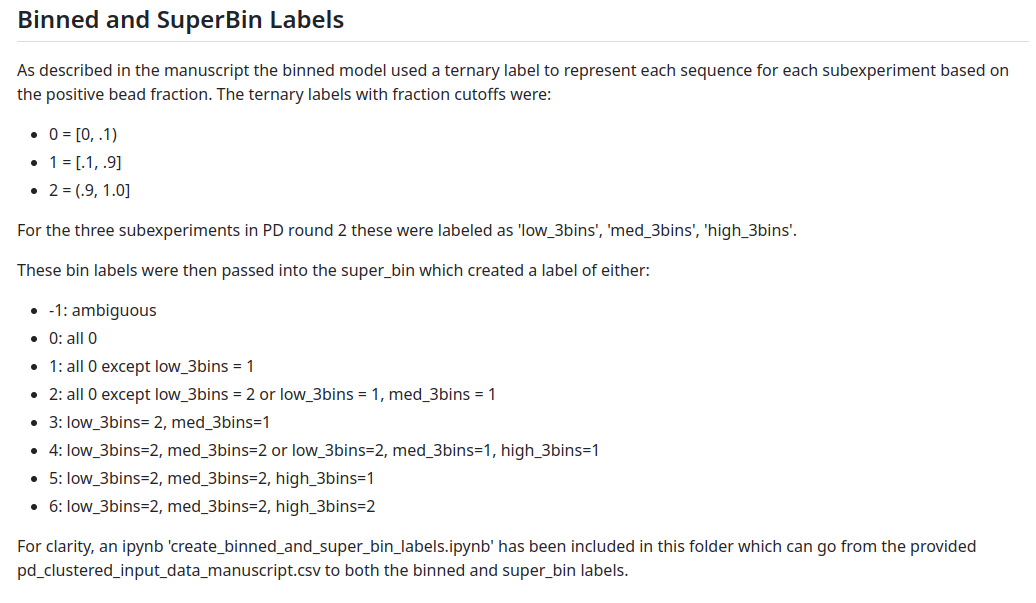 Binned and SuperBin Labels
As described in the manuscript the binned model used a ternary label to represent each sequence for each subexperiment based on
the positive bead fraction. The ternary labels with fraction cutoffs were:
• 0 = [0, .1)
• 1 = [.1, .9]
• 2 = (.9, 1.0]
For the three subexperiments in PD round 2 these were labeled as 'low_3bins', 'med_3bins', 'high_3bins'.
These bin labels were then passed into the super_bin which created a label of either:
• -1: ambiguous
• 0: all 0
• 1: all 0 except low_3bins = 1
• 2: all 0 except low_3bins = 2 or low_3bins = 1, med_3bins = 1
• 3: low_3bins= 2, med_3bins=1
• 4: low_3bins=2, med_3bins=2 or low_3bins=2, med_3bins=1, high_3bins=1
• 5: low_3bins=2, med_3bins=2, high_3bins=1
• 6: low_3bins=2, med_3bins=2, high_3bins=2
For clarity, an ipynb 'create_binned_and_super_bin_labels.ipynb' has been included in this folder which can go from the provided
pd_clustered_input_data_manuscript.csv to both the binned and super_bin labels.